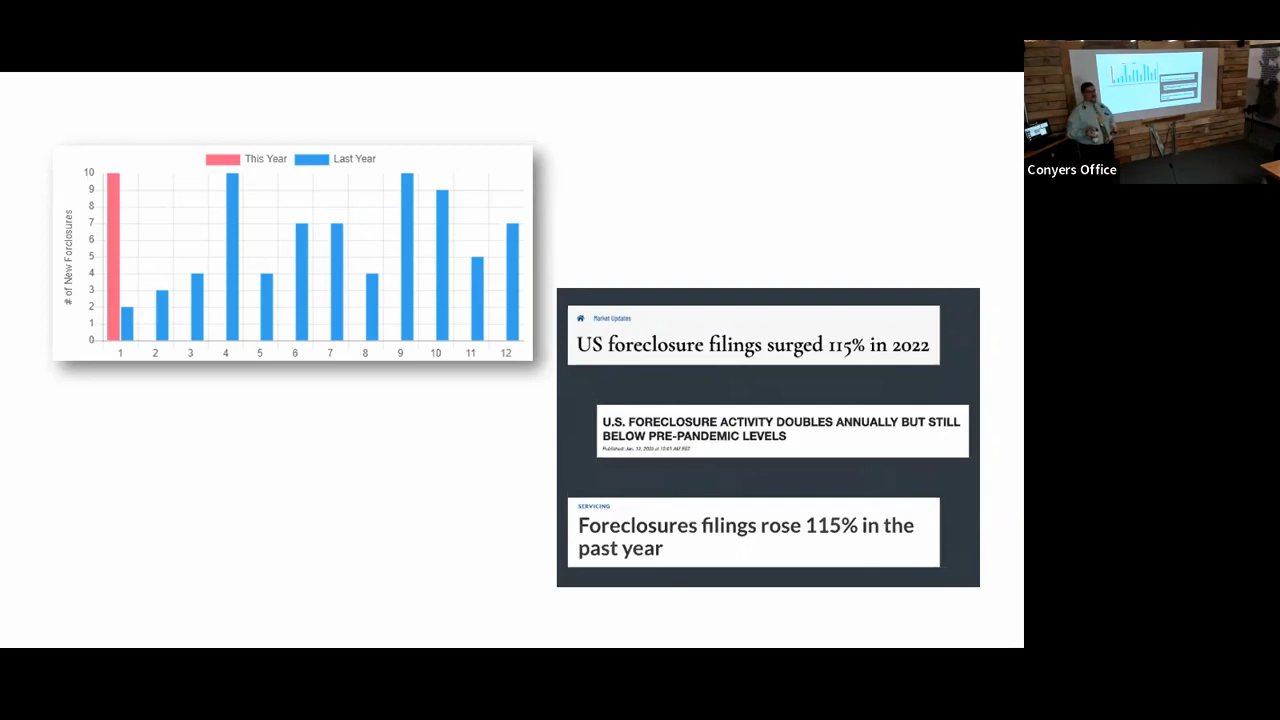 This Year Last Year
# of New Forclosures
10
9
8
7
6
5
4
3
2
1
0
1 2 3 4 5 6 7 8 9 10 11 12
Market Updates
US foreclosure filings surged 115% in 2022
U.S. FORECLOSURE ACTIVITY DOUBLES ANNUALLY BUT STILL
BELOW PRE-PANDEMIC LEVELS
SERVICING
Foreclosures filings rose 115% in the
past year
Conyers Office